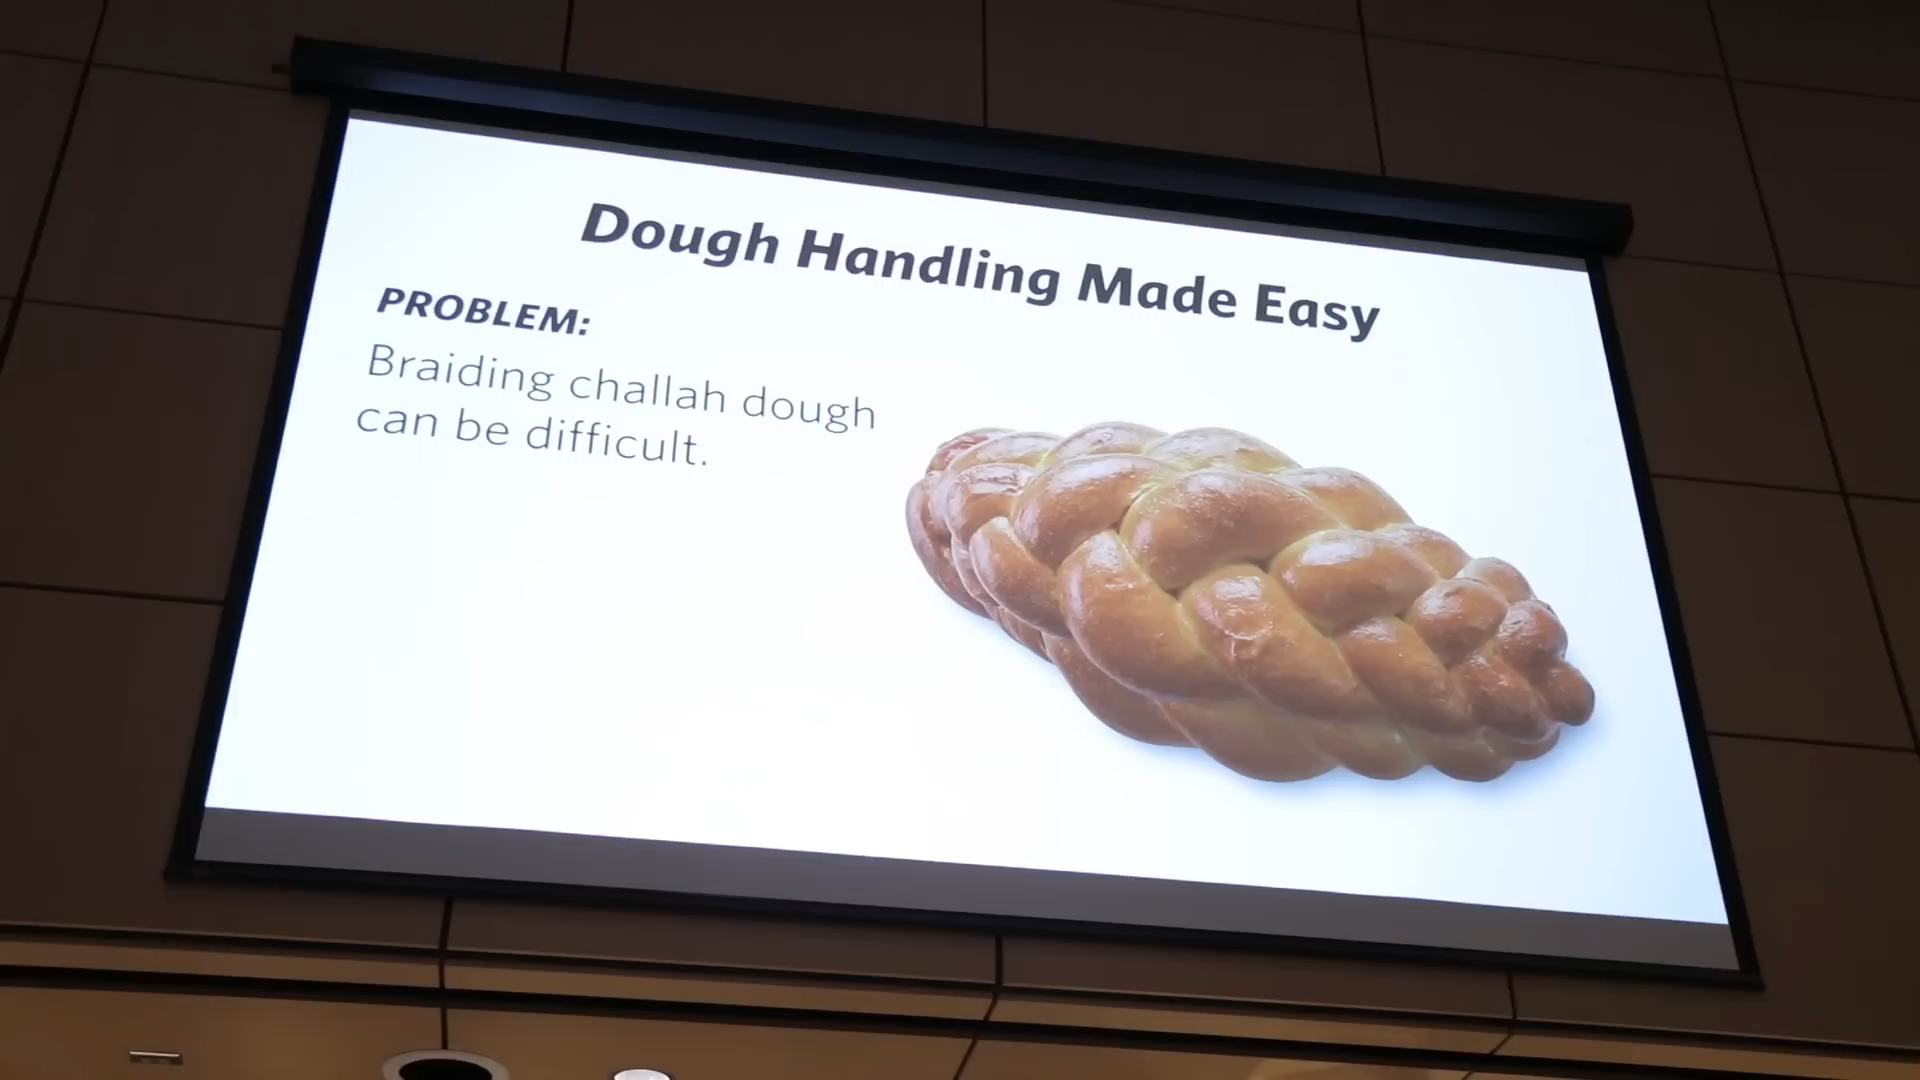 Dough Handling Made Easy
PROBLEM:
Braiding challah dough
can be difficult.